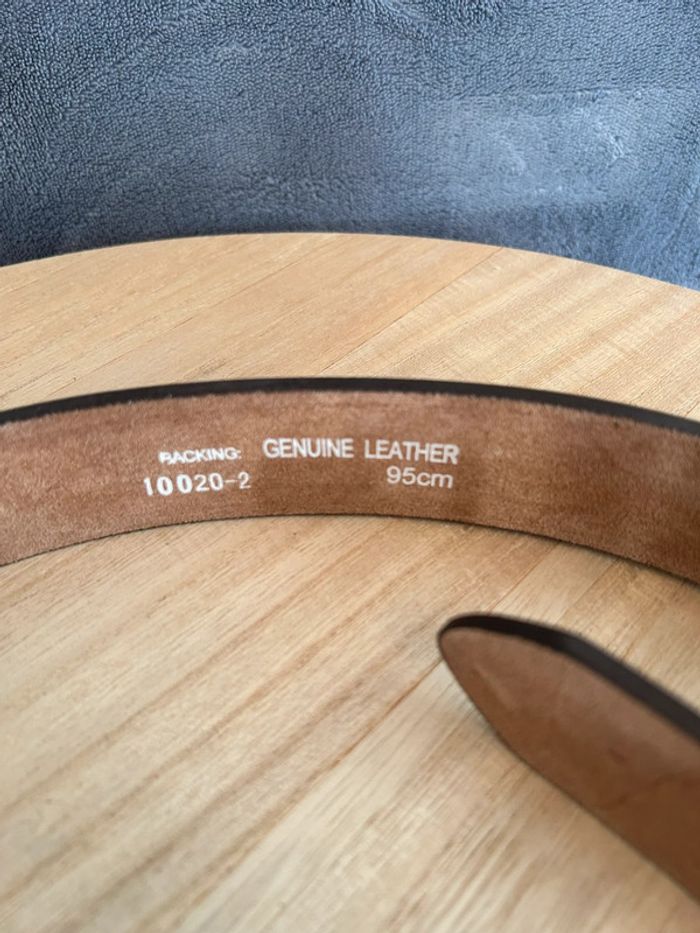 BACKING: GENUINE LEATHER
10020-2 95cm